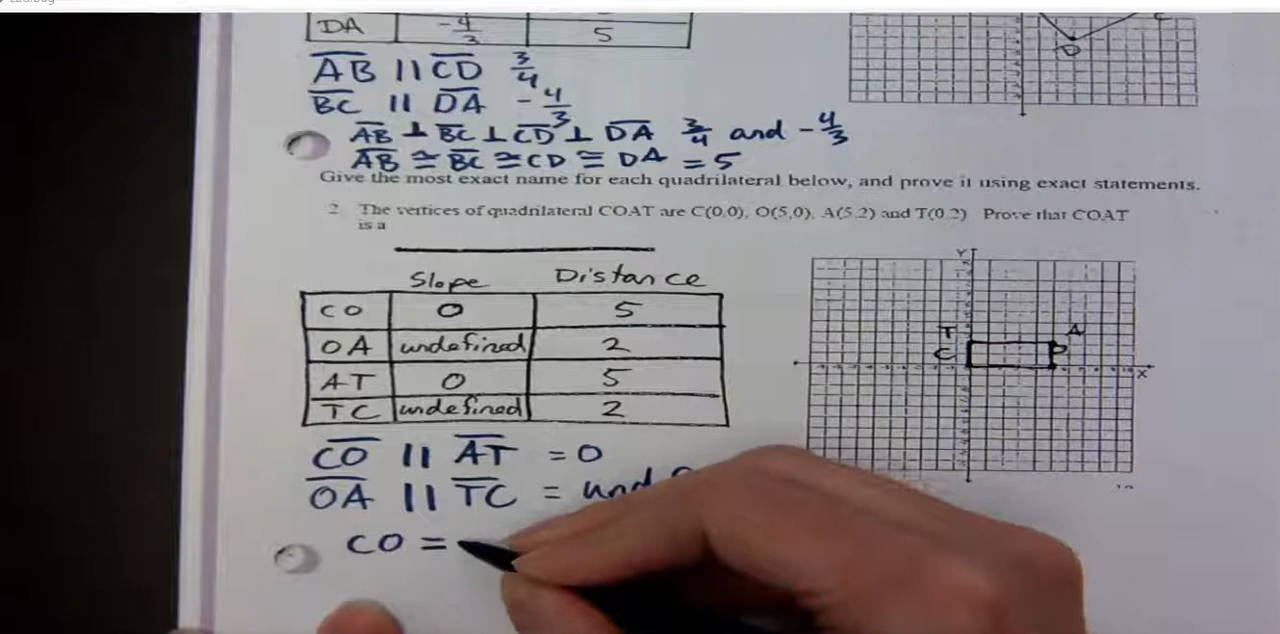 DA -4/3 5
AB || CD 3/4
BC || DA -4/3
AB ⊥ BC ⊥ CD ⊥ DA 3/4 and -4/3
AB ≅ BC ≅ CD ≅ DA = 5
Give the most exact name for each quadrilateral below, and prove it using exact statements.
2 The vertices of quadrilateral COAT are C(0,0), O(5,0), A(5,2) and T(0,2) Prove that COAT
is a
Slope Distance
CO 0 5
OA undefined 2
AT 0 5
TC undefined 2
CO || AT = 0
OA || TC = und
CO =
D
Y
T A
C
X